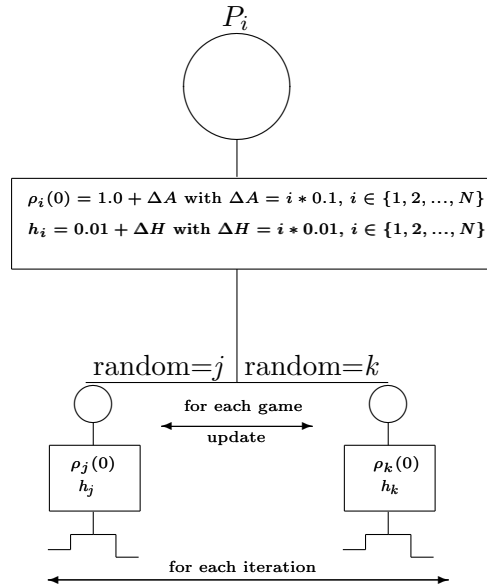 P_i
ρ_i(0) = 1.0 + ΔA with ΔA = i ∗ 0.1, i ∈ {1, 2, ..., N}
h_i = 0.01 + ΔH with ΔH = i ∗ 0.01, i ∈ {1, 2, ..., N}
random=j random=k
for each game
update
ρ_j(0) ρ_k(0)
h_j h_k
for each iteration